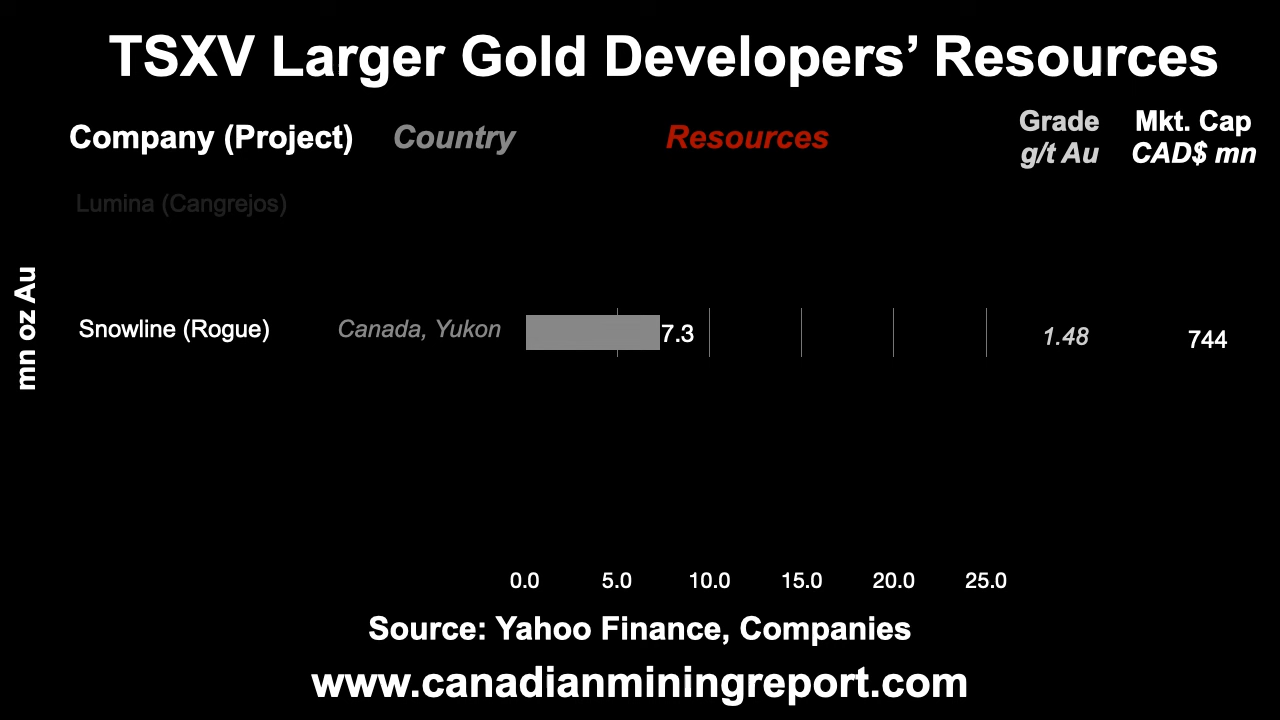 TSXV Larger Gold Developers’ Resources
Company (Project) Country Resources Grade g/t Au Mkt. Cap CAD$ mn
Lumina (Cangrejos)
mn oz Au
Snowline (Rogue) Canada, Yukon 7.3 1.48 744
0.0 5.0 10.0 15.0 20.0 25.0
Source: Yahoo Finance, Companies
www.canadianminingreport.com